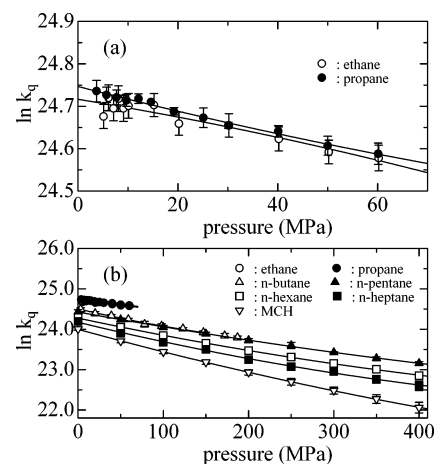 24.9
24.8
24.7
24.6
24.5
ln kq
(a)
○ : ethane
● : propane
0 20 40 60
pressure (MPa)
26.0
25.0
24.0
23.0
22.0
ln kq
(b)
○ : ethane ● : propane
△ : n-butane ▲ : n-pentane
□ : n-hexane ■ : n-heptane
▽ : MCH
0 100 200 300 400
pressure (MPa)